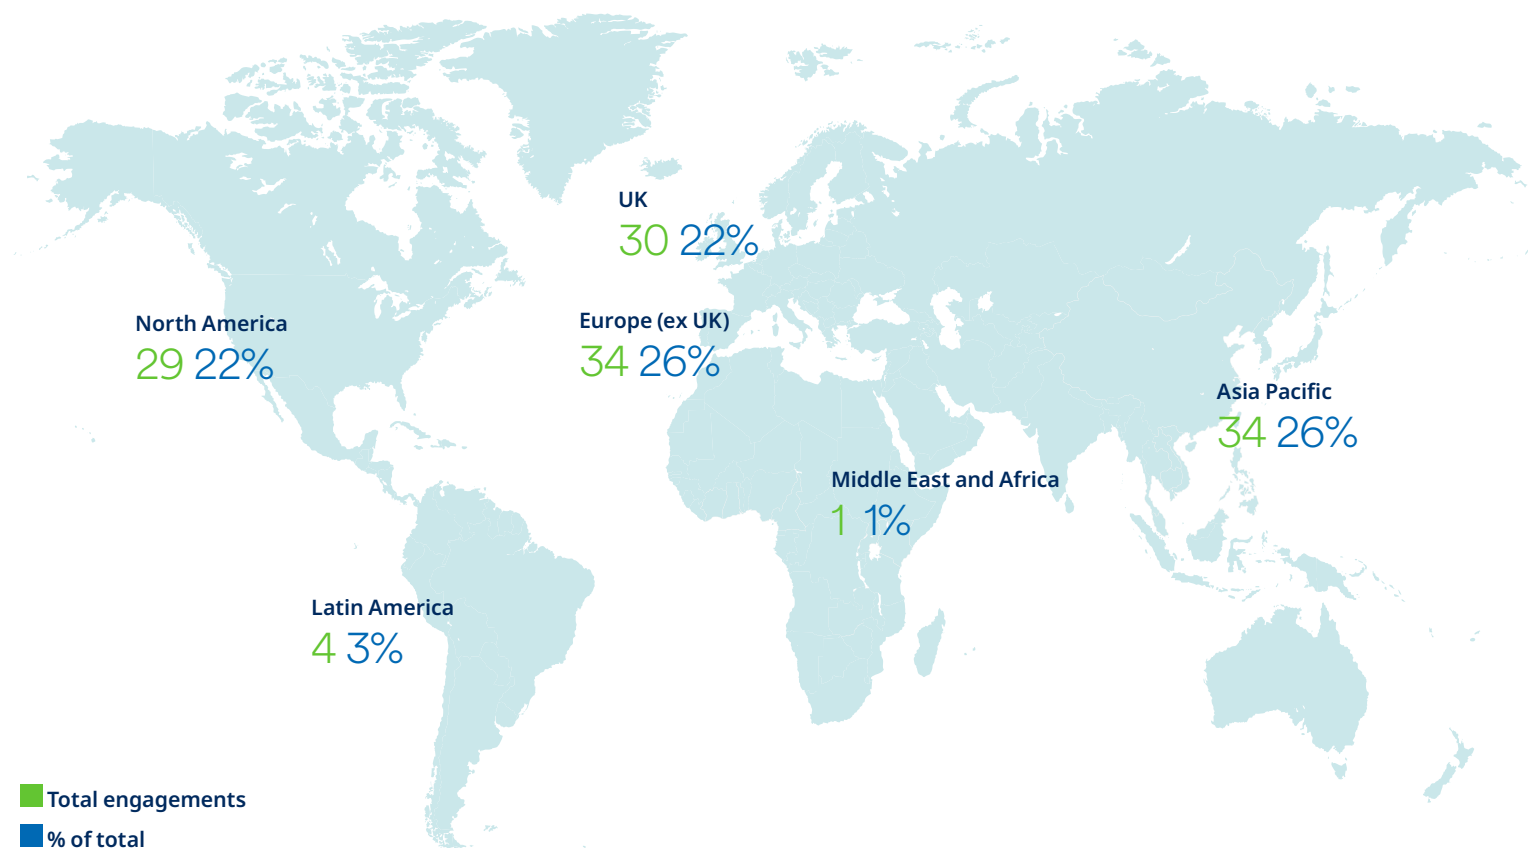 UK
30 22%
North America
29 22%
Europe (ex UK)
34 26%
Asia Pacific
34 26%
Middle East and Africa
1 1%
Latin America
4 3%
Total engagements
% of total